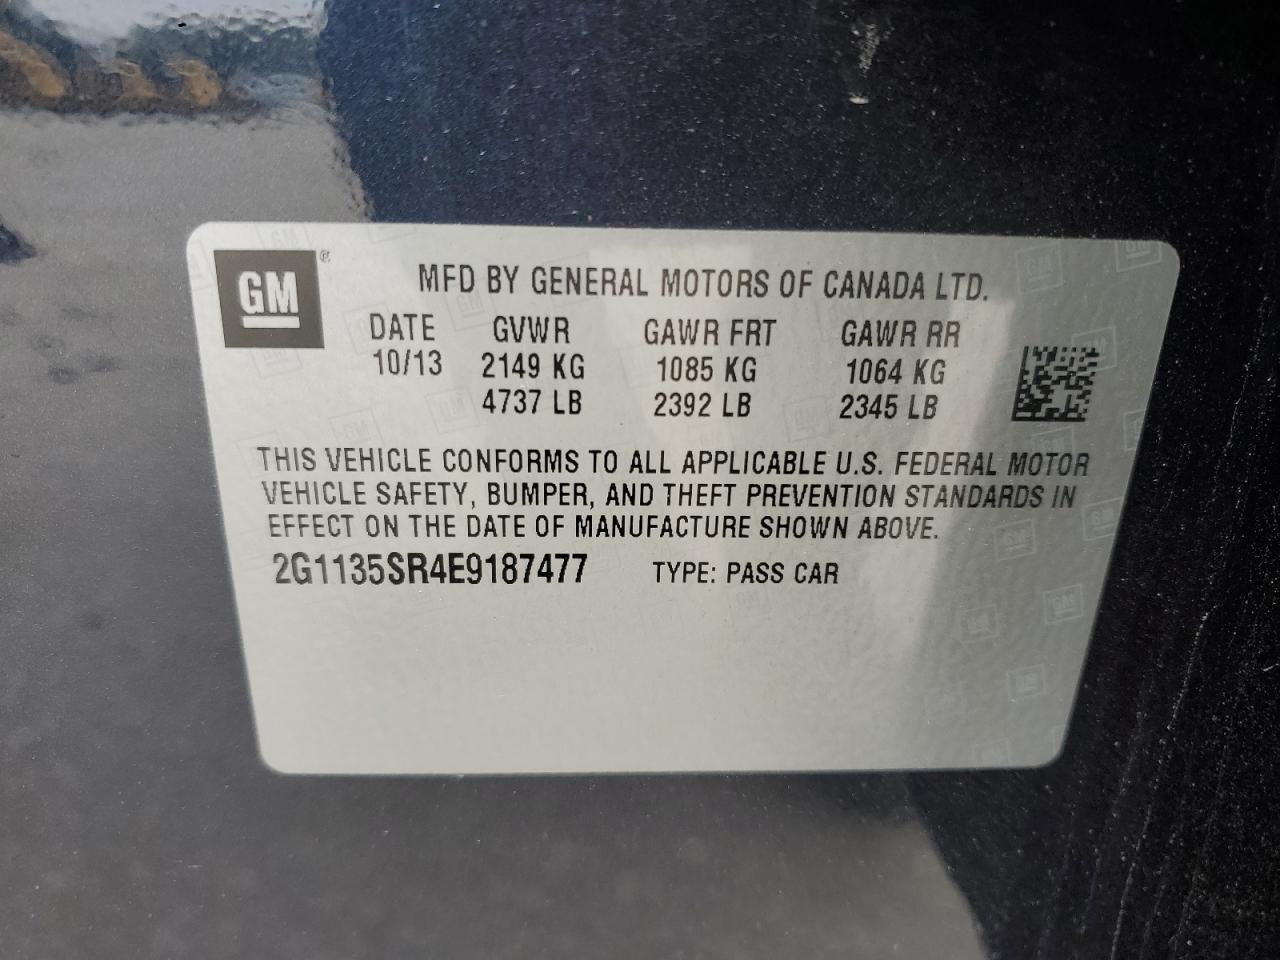 GM ®
MFD BY GENERAL MOTORS OF CANADA LTD.
DATE GVWR GAWR FRT GAWR RR
10/13 2149 KG 1085 KG 1064 KG
4737 LB 2392 LB 2345 LB
THIS VEHICLE CONFORMS TO ALL APPLICABLE U.S. FEDERAL MOTOR
VEHICLE SAFETY, BUMPER, AND THEFT PREVENTION STANDARDS IN
EFFECT ON THE DATE OF MANUFACTURE SHOWN ABOVE.
2G1135SR4E9187477 TYPE: PASS CAR